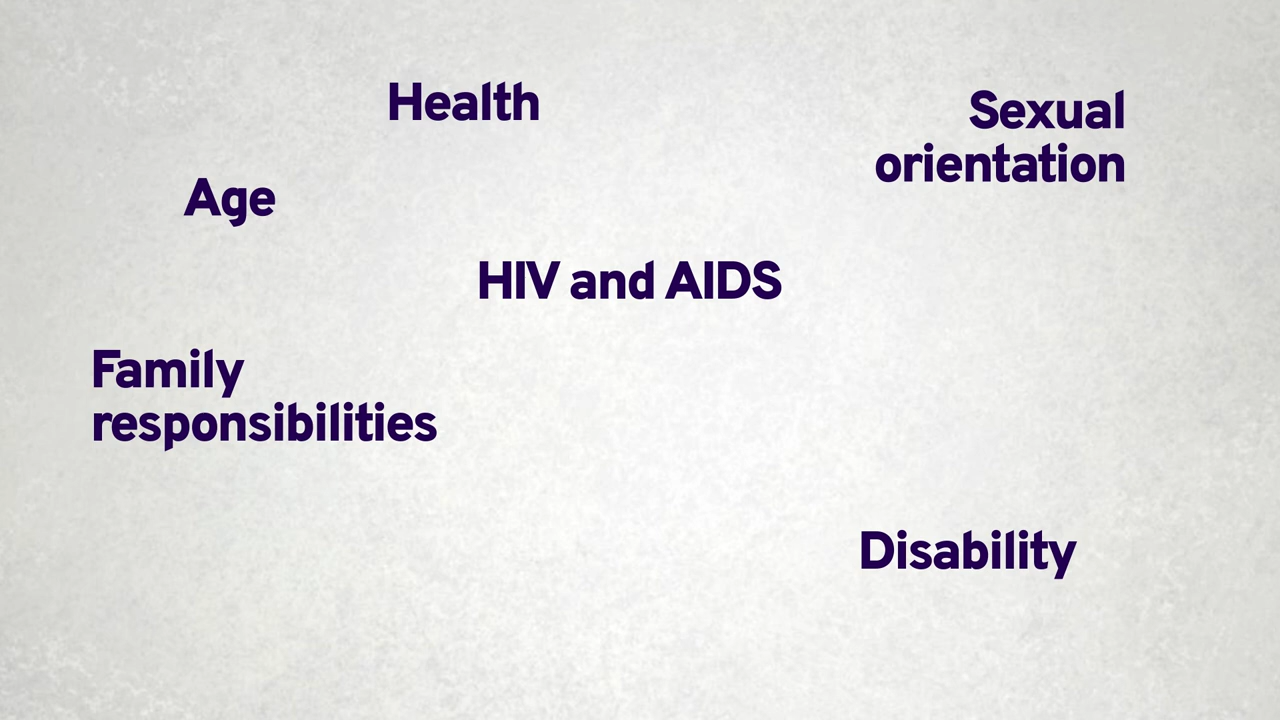 Health
Sexual
orientation
Age
HIV and AIDS
Family
responsibilities
Disability